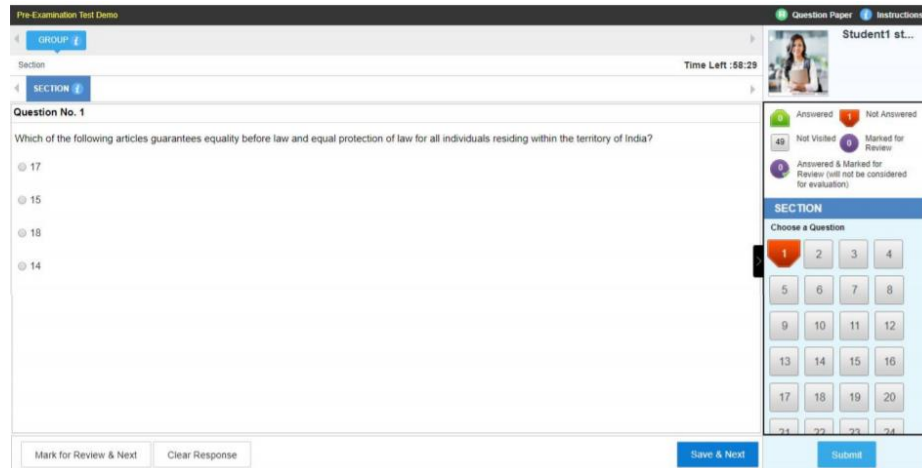 Pre-Examination Test Demo
Question Paper
Instructions
GROUP i
Student1 st...
Section
Time Left :58:29
SECTION i
Question No. 1
Which of the following articles guarantees equality before law and equal protection of law for all individuals residing within the territory of India?
17
15
18
14
0 Answered
1 Not Answered
49 Not Visited
0 Marked for Review
0 Answered & Marked for
Review (will not be considered
for evaluation)
SECTION
Choose a Question
1 2 3 4
5 6 7 8
9 10 11 12
13 14 15 16
17 18 19 20
21 22 23 24
Mark for Review & Next
Clear Response
Save & Next
Submit